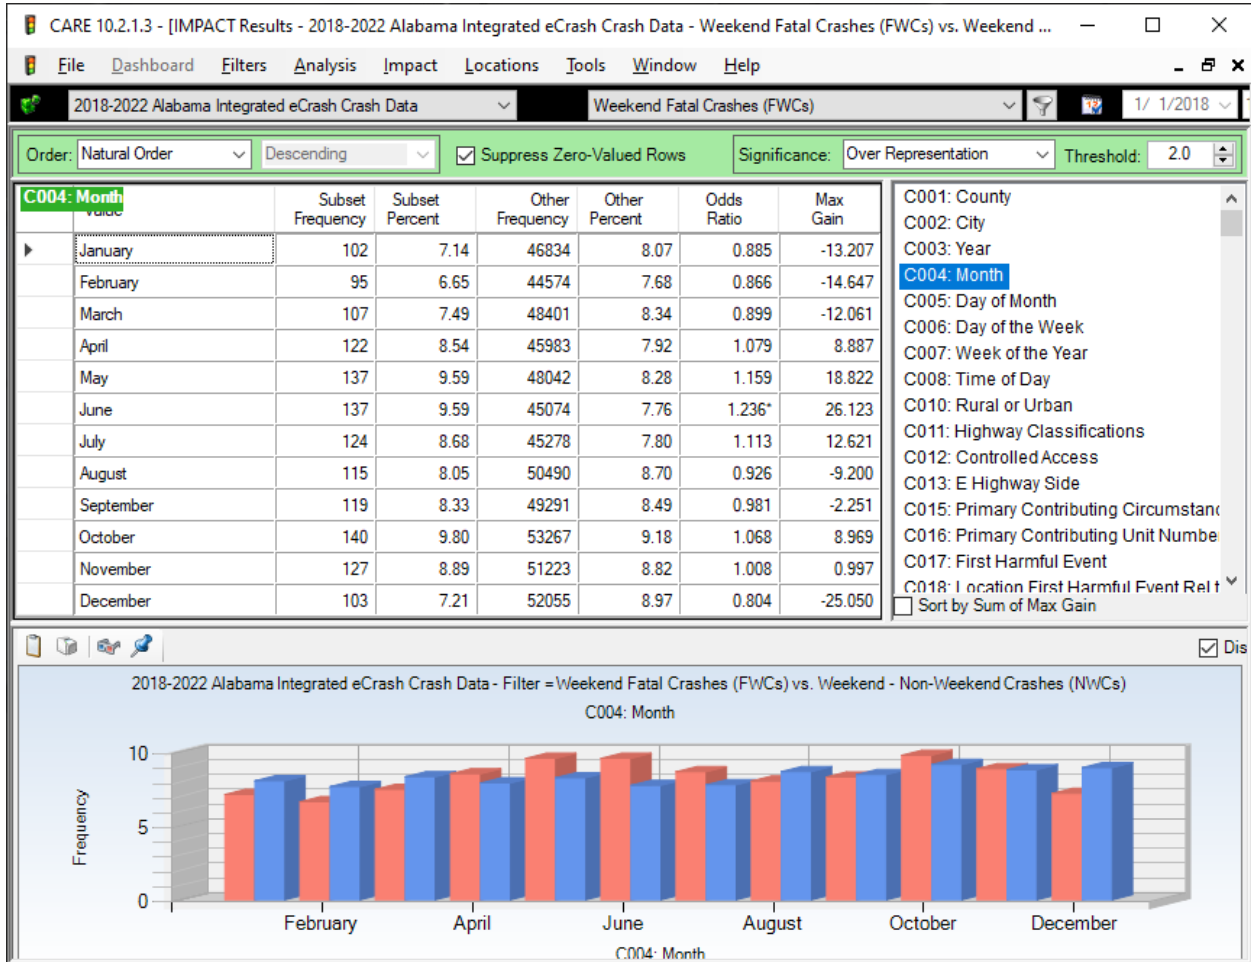 CARE 10.2.1.3 - [IMPACT Results - 2018-2022 Alabama Integrated eCrash Crash Data - Weekend Fatal Crashes (FWCs) vs. Weekend ...
File Dashboard Filters Analysis Impact Locations Tools Window Help
2018-2022 Alabama Integrated eCrash Crash Data Weekend Fatal Crashes (FWCs) 1/ 1/2018
Order: Natural Order Descending Suppress Zero-Valued Rows Significance: Over Representation Threshold: 2.0
C004: Month Subset Frequency Subset Percent Other Frequency Other Percent Odds Ratio Max Gain
January 102 7.14 46834 8.07 0.885 -13.207
February 95 6.65 44574 7.68 0.866 -14.647
March 107 7.49 48401 8.34 0.899 -12.061
April 122 8.54 45983 7.92 1.079 8.887
May 137 9.59 48042 8.28 1.159 18.822
June 137 9.59 45074 7.76 1.236* 26.123
July 124 8.68 45278 7.80 1.113 12.621
August 115 8.05 50490 8.70 0.926 -9.200
September 119 8.33 49291 8.49 0.981 -2.251
October 140 9.80 53267 9.18 1.068 8.969
November 127 8.89 51223 8.82 1.008 0.997
December 103 7.21 52055 8.97 0.804 -25.050
C001: County
C002: City
C003: Year
C004: Month
C005: Day of Month
C006: Day of the Week
C007: Week of the Year
C008: Time of Day
C010: Rural or Urban
C011: Highway Classifications
C012: Controlled Access
C013: E Highway Side
C015: Primary Contributing Circumstanc
C016: Primary Contributing Unit Numbe
C017: First Harmful Event
C018: Location First Harmful Event Rel t
Sort by Sum of Max Gain
Dis
2018-2022 Alabama Integrated eCrash Crash Data - Filter = Weekend Fatal Crashes (FWCs) vs. Weekend - Non-Weekend Crashes (NWCs)
C004: Month
10
5
0
Frequency
February April June August October December
C004: Month